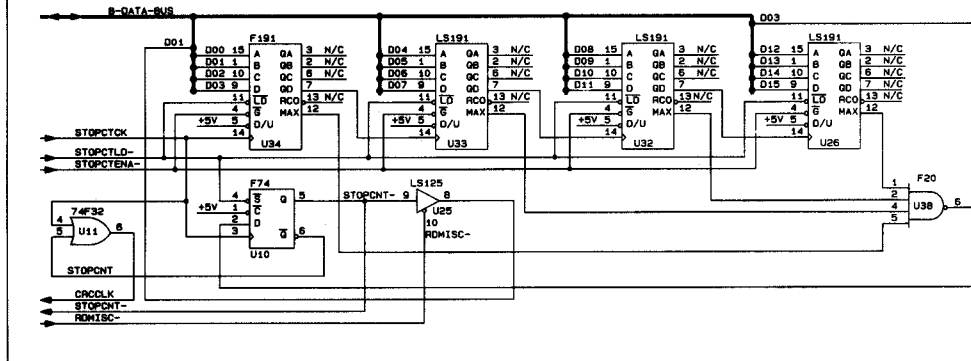 B-DATA-BUS
D03
D01
F191
LS191
LS191
LS191
D00 15 A QA 3 N/C
D01 1 B QB 2 N/C
D02 10 C QC 6 N/C
D03 9 D QD 7
11 LD RCO 13 N/C
4 G MAX 12
+5V 5 D/U
14
U34
D04 15 A QA 3 N/C
D05 1 B QB 2 N/C
D06 10 C QC 6 N/C
D07 9 D QD 7
11 LD RCO 13 N/C
4 G MAX 12
+5V 5 D/U
14
U33
D08 15 A QA 3 N/C
D09 1 B QB 2 N/C
D10 10 C QC 6 N/C
D11 9 D QD 7
11 LD RCO 13 N/C
4 G MAX 12
+5V 5 D/U
14
U32
D12 15 A QA 3 N/C
D13 1 B QB 2 N/C
D14 10 C QC 6 N/C
D15 9 D QD 7
11 LD RCO 13 N/C
4 G MAX 12
+5V 5 D/U
14
U26
STOPCTCK
STOPCTLD-
STOPCTENA-
F74
4 S Q 5
+5V 1 C
2 D
3 Q 6
U10
STOPCNT- 9
LS125
8
U25
10
RDMISC-
F20
1
2
4
5
U38
6
74F32
4
5
U11
6
STOPCNT
CRCCLK
STOPCNT-
RDMISC-